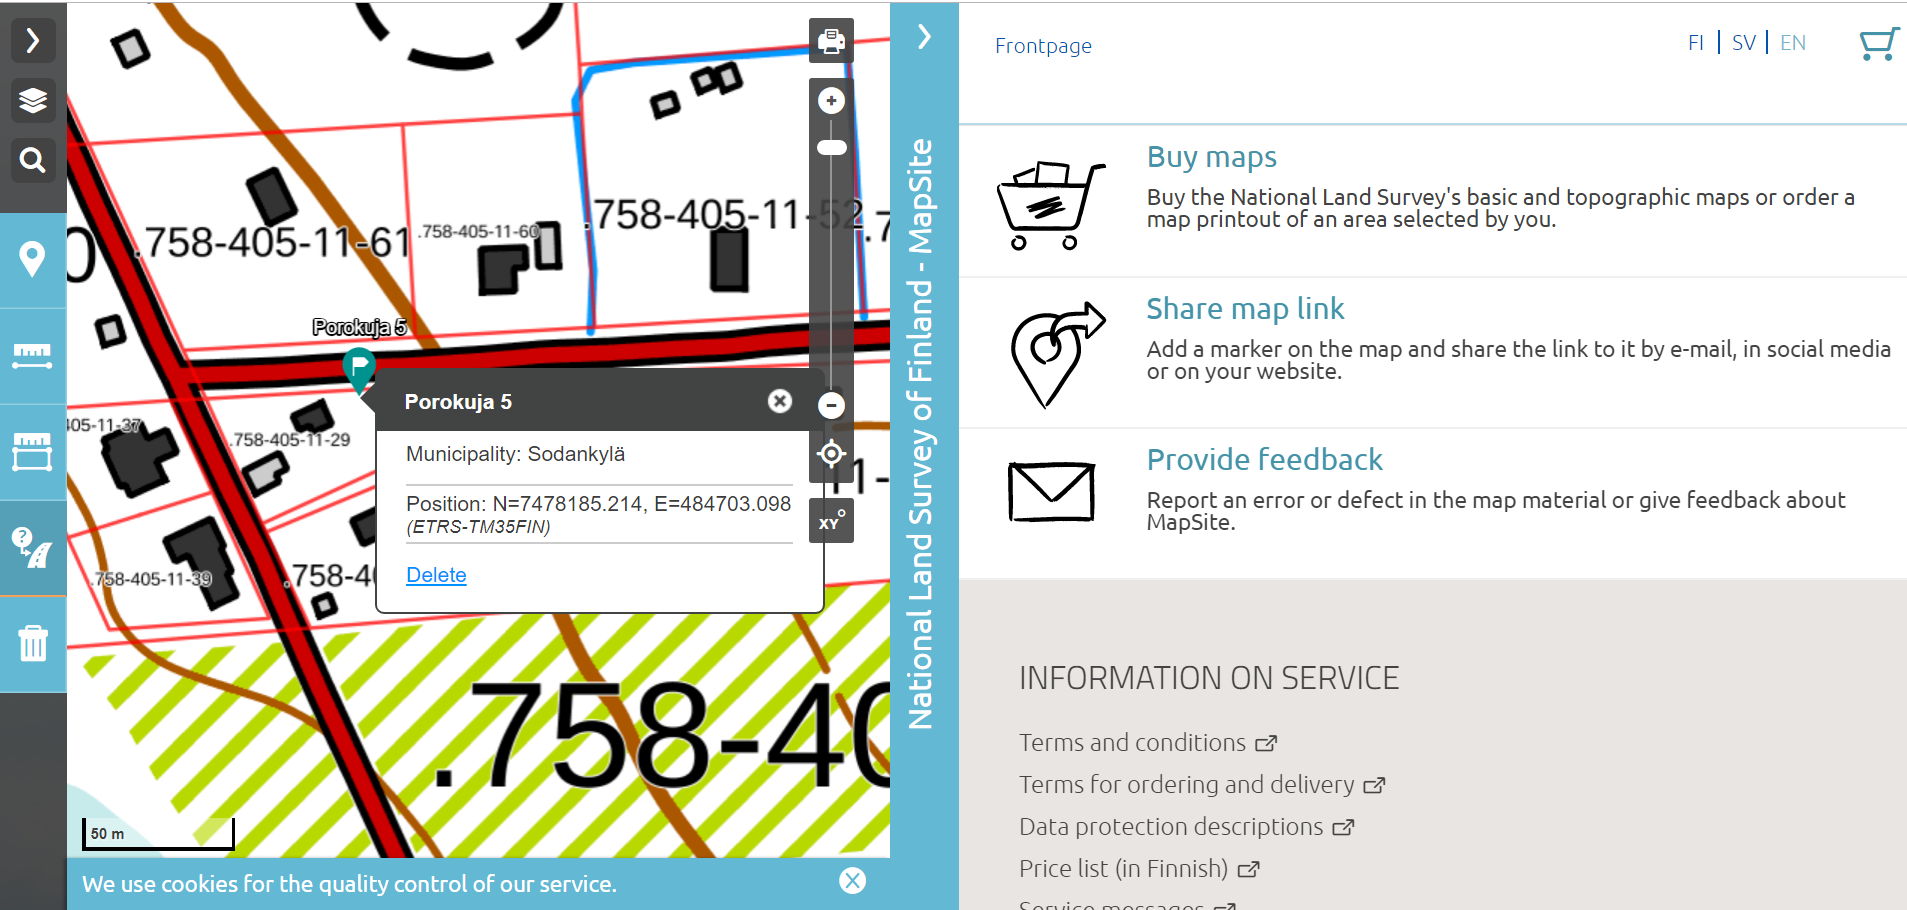 Frontpage
FI | SV | EN
National Land Survey of Finland - MapSite
.758-405-11-61
.758-405-11-60
.758-405-11-52
.7
0
Porokuja 5
P
Porokuja 5
Municipality: Sodankylä
Position: N=7478185.214, E=484703.098
(ETRS-TM35FIN)
Delete
405-11-37
.758-405-11-29
11-
XY°
.758-405-11-39
.758-40
.758-40
50 m
We use cookies for the quality control of our service.
Buy maps
Buy the National Land Survey's basic and topographic maps or order a
map printout of an area selected by you.
Share map link
Add a marker on the map and share the link to it by e-mail, in social media
or on your website.
Provide feedback
Report an error or defect in the map material or give feedback about
MapSite.
INFORMATION ON SERVICE
Terms and conditions
Terms for ordering and delivery
Data protection descriptions
Price list (in Finnish)
Service messages